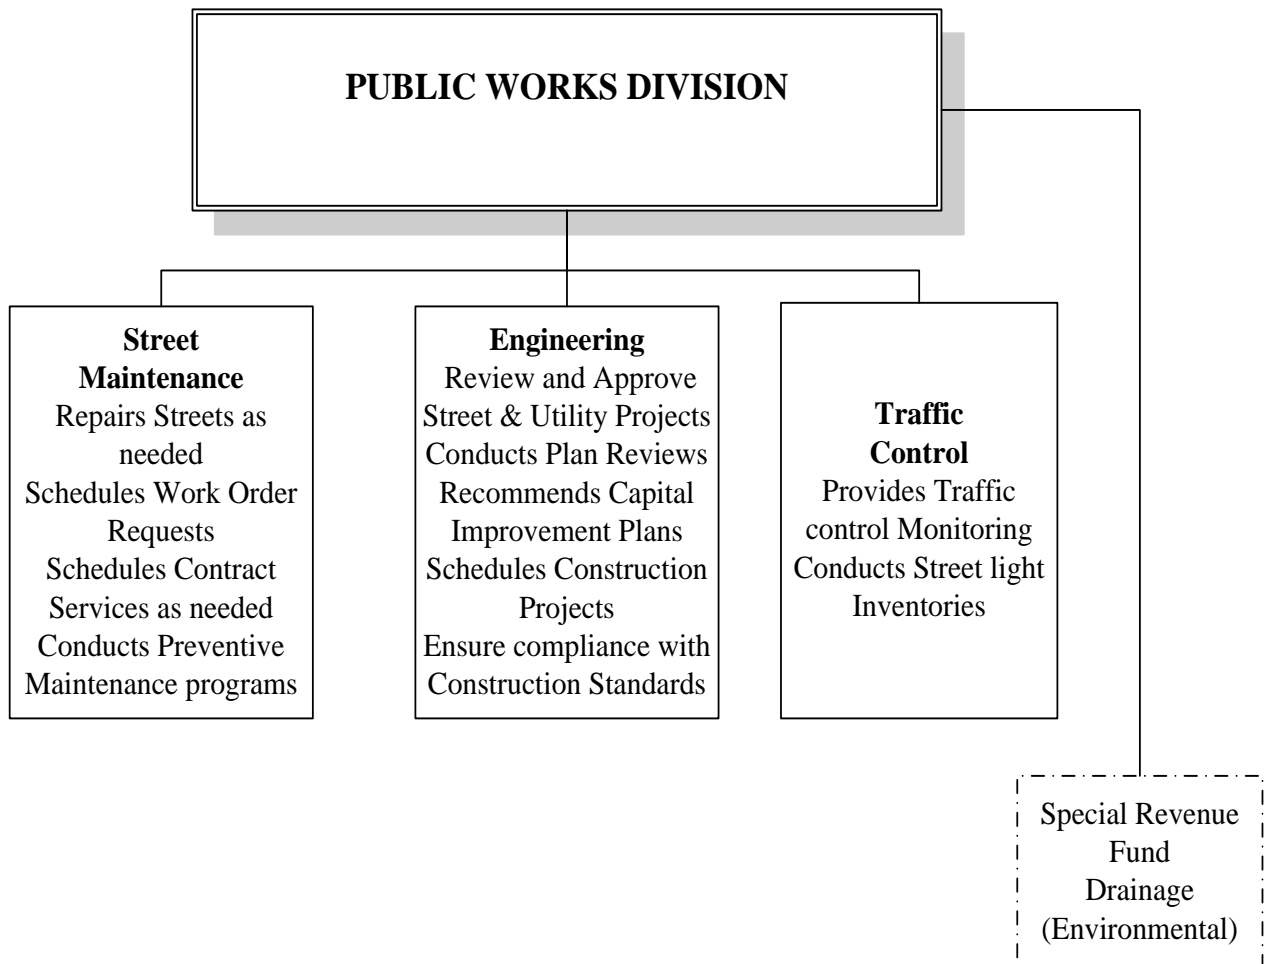 PUBLIC WORKS DIVISION
Street
Maintenance
Repairs Streets as
needed
Schedules Work Order
Requests
Schedules Contract
Services as needed
Conducts Preventive
Maintenance programs
Engineering
Review and Approve
Street & Utility Projects
Conducts Plan Reviews
Recommends Capital
Improvement Plans
Schedules Construction
Projects
Ensure compliance with
Construction Standards
Traffic
Control
Provides Traffic
control Monitoring
Conducts Street light
Inventories
Special Revenue
Fund
Drainage
(Environmental)